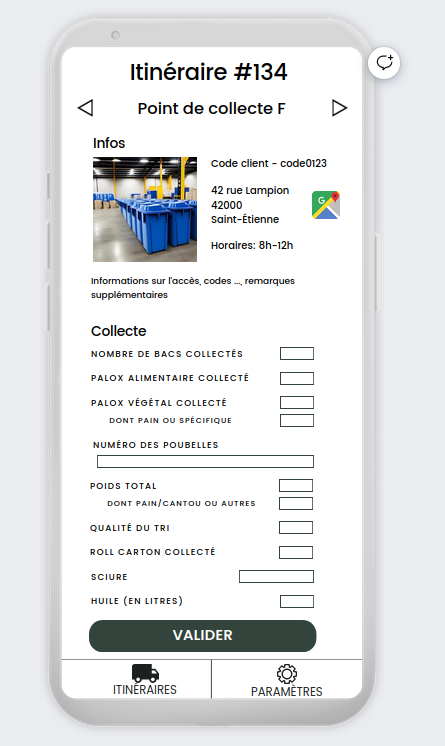 Itinéraire #134
Point de collecte F
Infos
Code client - code0123
42 rue Lampion
42000
Saint-Étienne
G
Horaires: 8h-12h
Informations sur l'accès, codes ..., remarques
supplémentaires
Collecte
NOMBRE DE BACS COLLECTÉS
PALOX ALIMENTAIRE COLLECTÉ
PALOX VÉGÉTAL COLLECTÉ
DONT PAIN OU SPÉCIFIQUE
NUMÉRO DES POUBELLES
POIDS TOTAL
DONT PAIN/CANTOU OU AUTRES
QUALITÉ DU TRI
ROLL CARTON COLLECTÉ
SCIURE
HUILE (EN LITRES)
VALIDER
ITINÉRAIRES
PARAMÈTRES